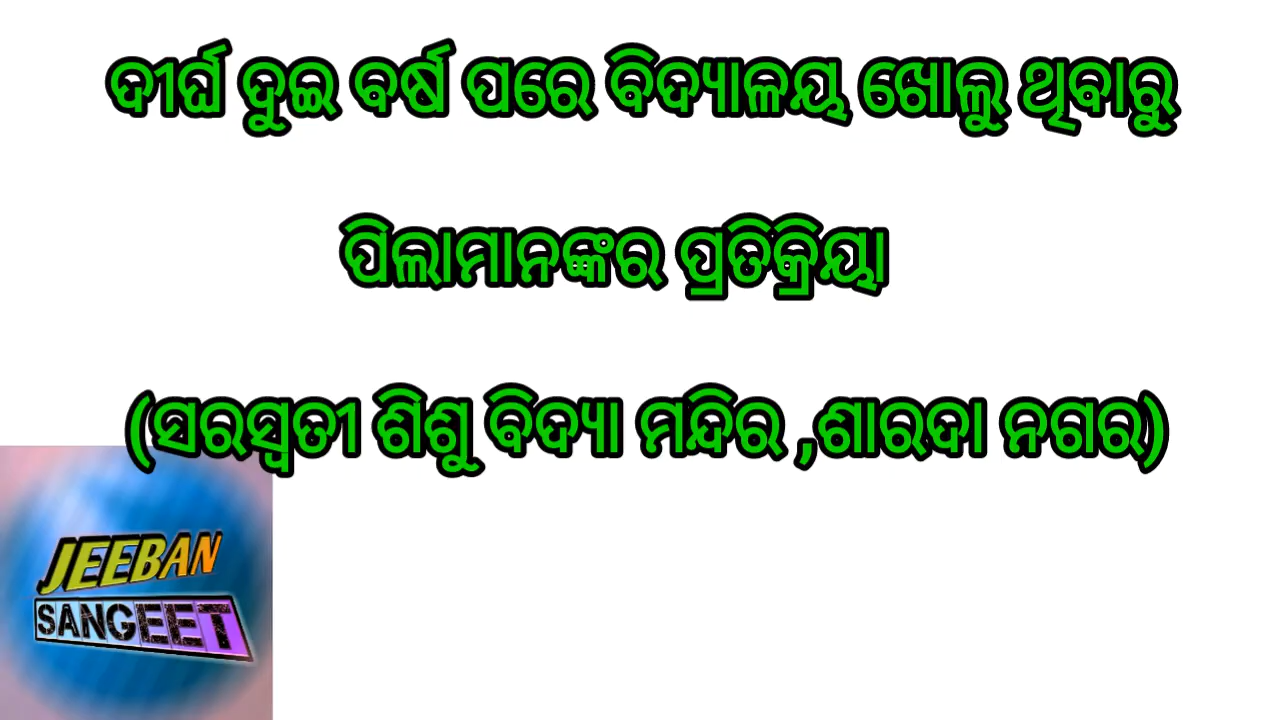 ଦୀର୍ଘ ଦୁଇ ବର୍ଷ ପରେ ବିଦ୍ୟାଳୟ ଖୋଲୁ ଥିବାରୁ
ପିଲାମାନଙ୍କର ପ୍ରତିକ୍ରିୟା
(ସରସ୍ୱତୀ ଶିଶୁ ବିଦ୍ୟା ମନ୍ଦିର ,ଶାରଦା ନଗର)
JEEBAN
SANGEET